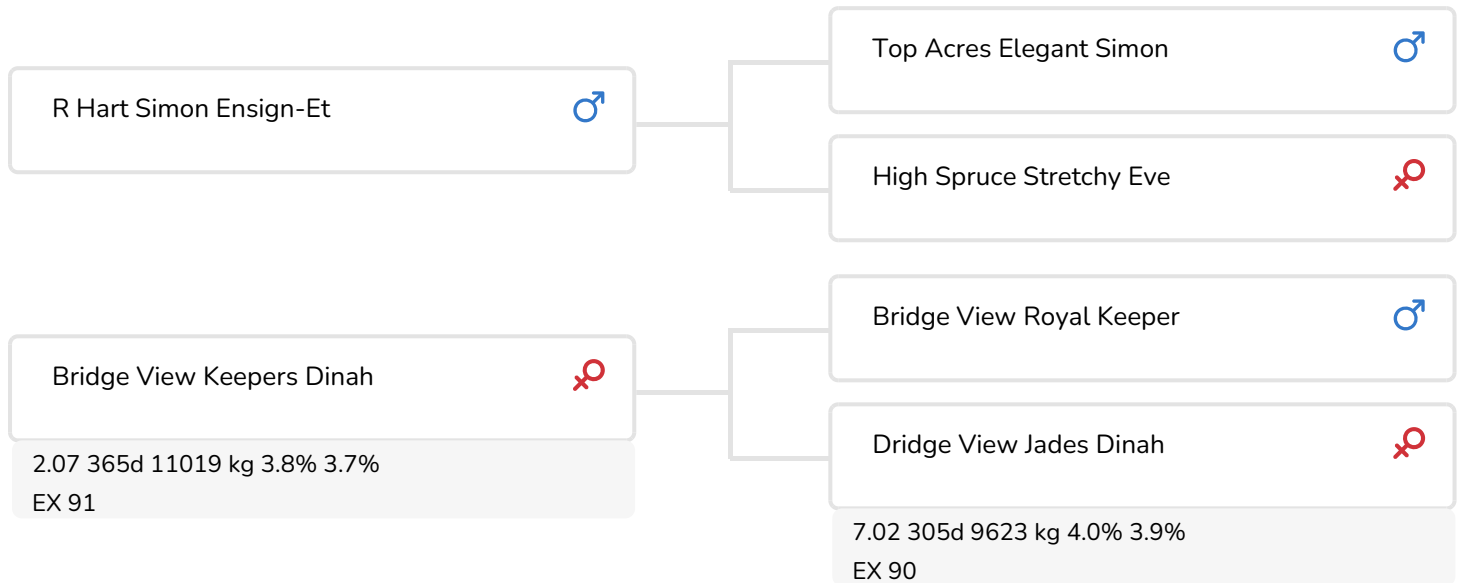 R Hart Simon Ensign-Et
Top Acres Elegant Simon
High Spruce Stretchy Eve
Bridge View Keepers Dinah
2.07 365d 11019 kg 3.8% 3.7%
EX 91
Bridge View Royal Keeper
Dridge View Jades Dinah
7.02 305d 9623 kg 4.0% 3.9%
EX 90